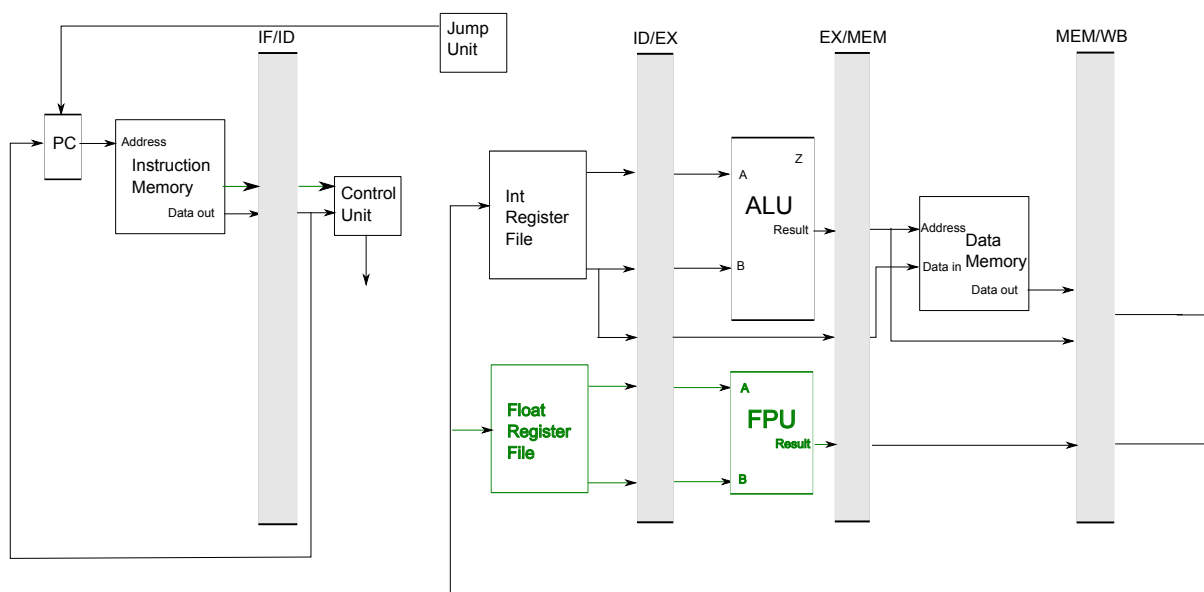 Jump
Unit
IF/ID
ID/EX
EX/MEM
MEM/WB
PC
Address
Instruction
Memory
Data out
Control
Unit
Int
Register
File
Z
A
ALU
Result
B
Address
Data
Memory
Data in
Data out
Float
Register
File
A
FPU
Result
B